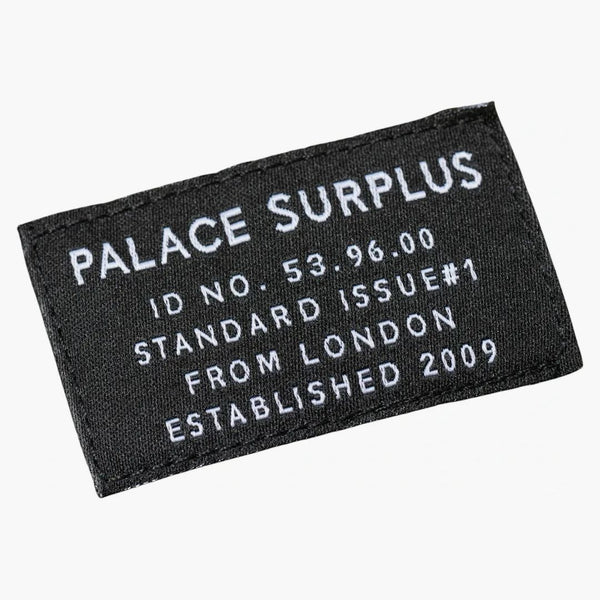 PALACE SURPLUS
ID NO. 53.96.00
STANDARD ISSUE#1
FROM LONDON
ESTABLISHED 2009